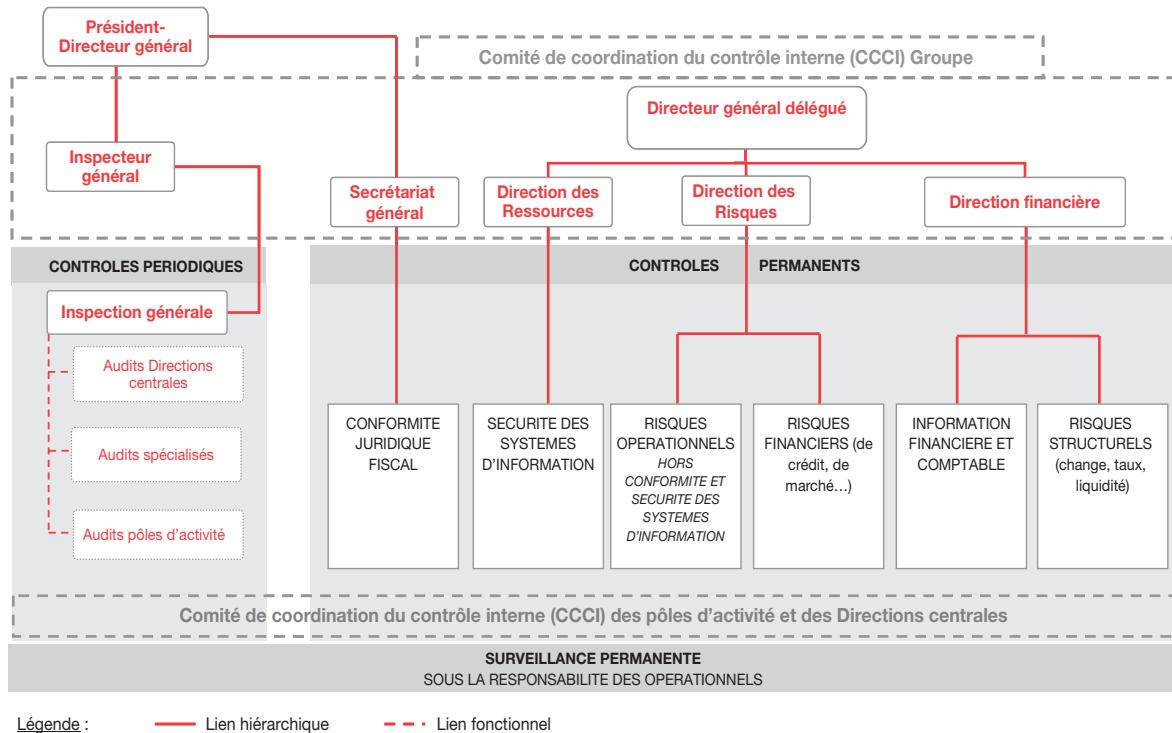 Président-
Directeur général
Comité de coordination du contrôle interne (CCCI) Groupe
Directeur général délégué
Inspecteur
général
Secrétariat
général
Direction des
Ressources
Direction des
Risques
Direction financière
CONTROLES PERIODIQUES
CONTROLES PERMANENTS
Inspection générale
Audits Directions
centrales
Audits spécialisés
Audits pôles d'activité
CONFORMITE
JURIDIQUE
FISCAL
SECURITE DES
SYSTEMES
D'INFORMATION
RISQUES
OPERATIONNELS
HORS
CONFORMITE ET
SECURITE DES
SYSTEMES
D'INFORMATION
RISQUES
FINANCIERS (de
crédit, de
marché…)
INFORMATION
FINANCIERE ET
COMPTABLE
RISQUES
STRUCTURELS
(change, taux,
liquidité)
Comité de coordination du contrôle interne (CCCI) des pôles d'activité et des Directions centrales
SURVEILLANCE PERMANENTE
SOUS LA RESPONSABILITE DES OPERATIONNELS
Légende : Lien hiérarchique Lien fonctionnel